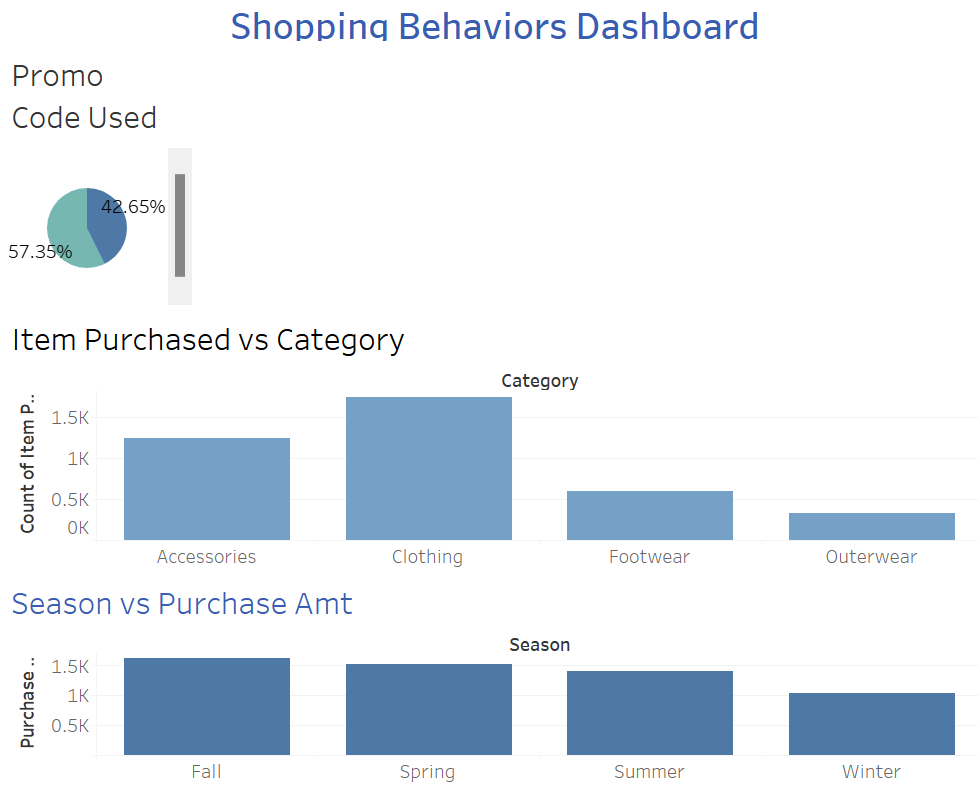 Shopping Behaviors Dashboard
Promo
Code Used
42.65%
57.35%
Item Purchased vs Category
Category
Count of Item P..
1.5K
1K
0.5K
0K
Accessories Clothing Footwear Outerwear
Season vs Purchase Amt
Season
Purchase ..
1.5K
1K
0.5K
Fall Spring Summer Winter